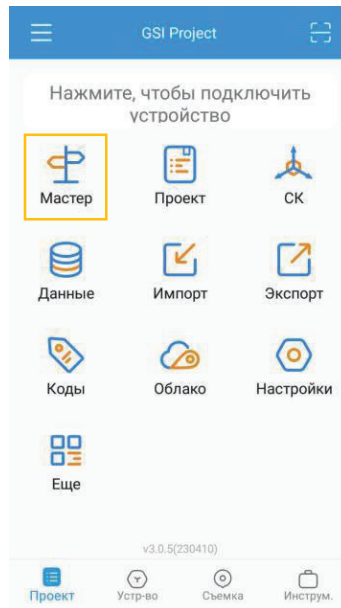 GSI Project
Нажмите, чтобы подключить
устройство
Мастер
Проект
СК
Данные
Импорт
Экспорт
Коды
Облако
Настройки
Еще
v3.0.5(230410)
Проект
Устр-во
Съемка
Инструм.